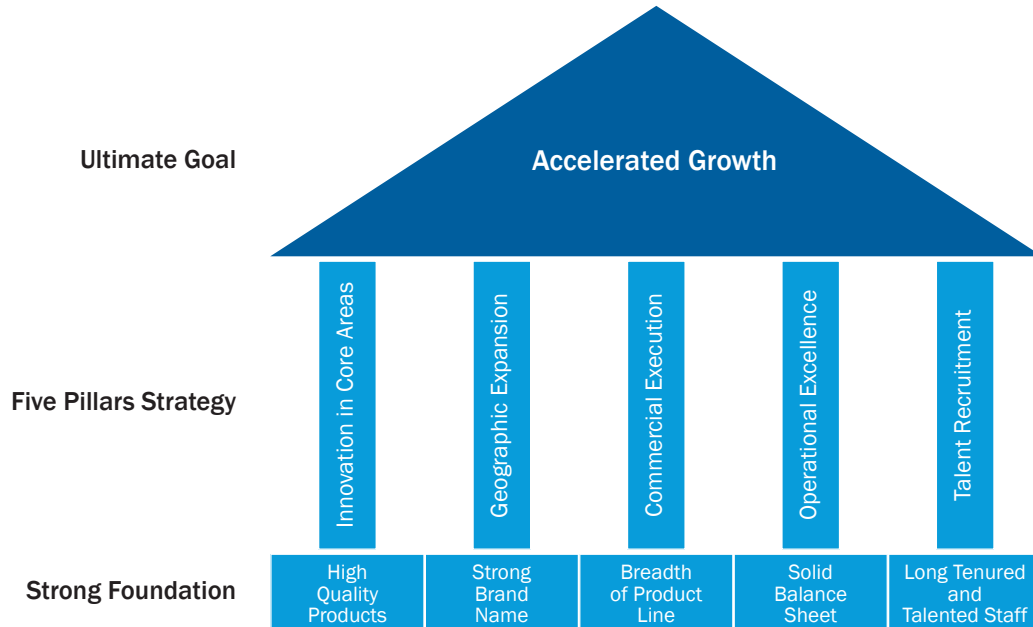 Ultimate Goal
Accelerated Growth
Five Pillars Strategy
Innovation in Core Areas
Geographic Expansion
Commercial Execution
Operational Excellence
Talent Recruitment
Strong Foundation
High
Quality
Products
Strong
Brand
Name
Breadth
of Product
Line
Solid
Balance
Sheet
Long Tenured
and
Talented Staff